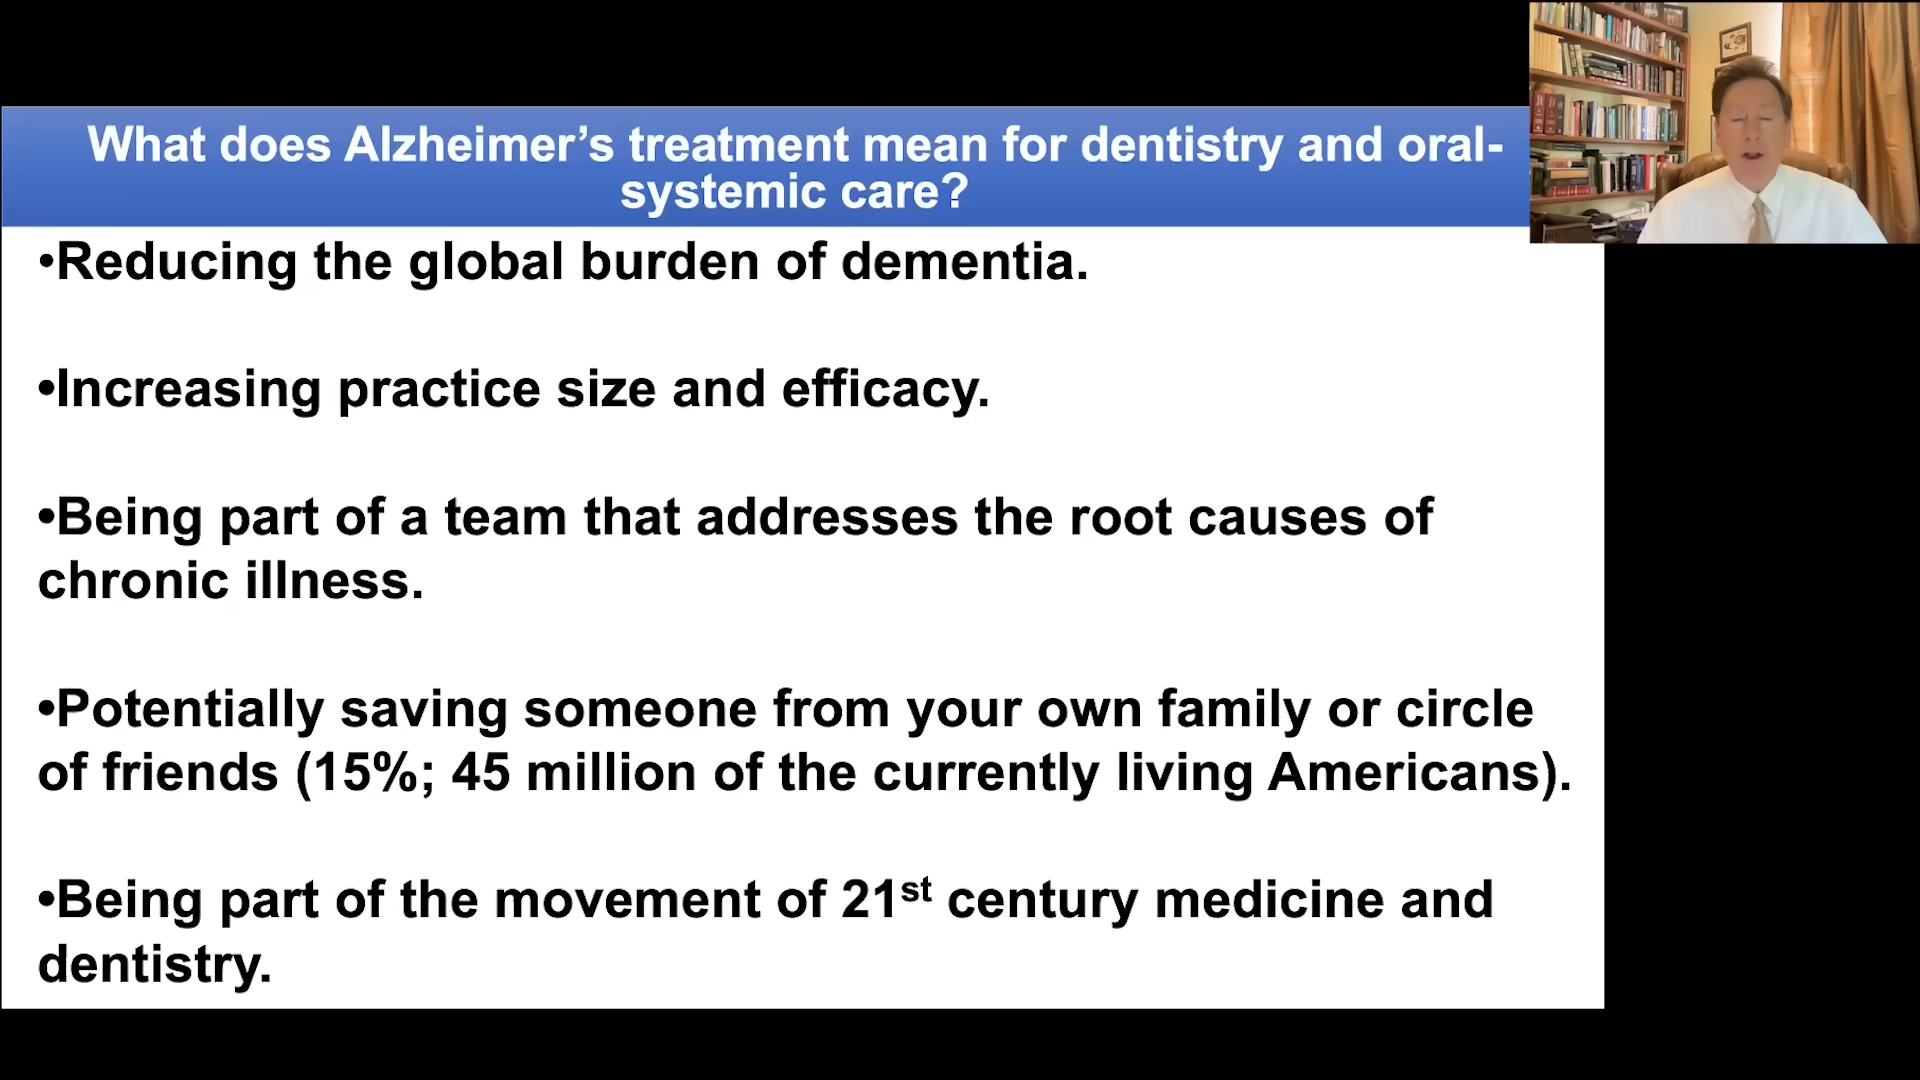 What does Alzheimer’s treatment mean for dentistry and oral-
systemic care?
•Reducing the global burden of dementia.
•Increasing practice size and efficacy.
•Being part of a team that addresses the root causes of
chronic illness.
•Potentially saving someone from your own family or circle
of friends (15%; 45 million of the currently living Americans).
•Being part of the movement of 21st century medicine and
dentistry.